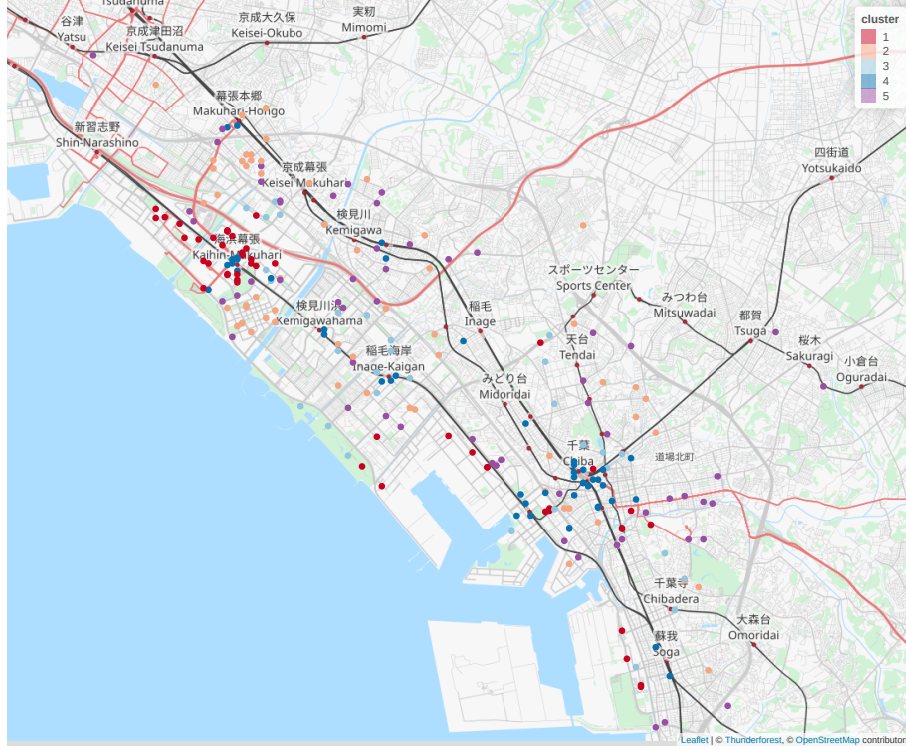 Tsudanuma
谷津
Yatsu
京成津田沼
Keisei Tsudanuma
京成大久保
Keisei-Okubo
実籾
Mimomi
cluster
1
2
3
4
5
幕張本郷
Makuhari-Hongo
新習志野
Shin-Narashino
京成幕張
Keisei Makuhari
四街道
Yotsukaido
検見川
Kemigawa
海浜幕張
Kaihin-Makuhari
スポーツセンター
Sports Center
みつわ台
Mitsuwadai
検見川浜
Kemigawahama
稲毛
Inage
都賀
Tsuga
天台
Tendai
桜木
Sakuragi
稲毛海岸
Inage-Kaigan
小倉台
Oguradai
みどり台
Midoridai
千葉
Chiba
道場北町
千葉寺
Chibadera
大森台
Omoridai
蘇我
Soga
Leaflet | © Thunderforest, © OpenStreetMap contributors